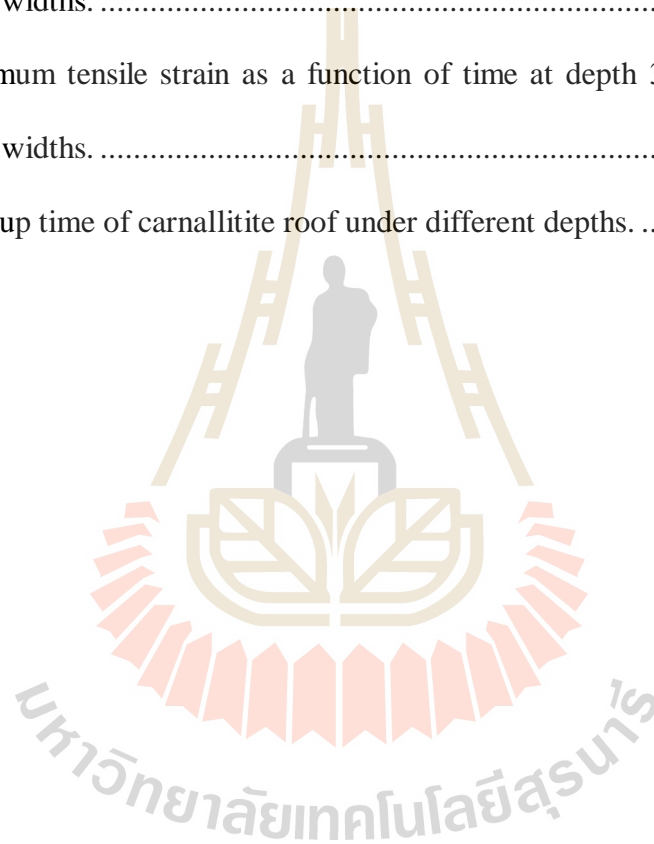 widths. ....................................................................................
mum tensile strain as a function of time at depth 3
widths. ....................................................................................
up time of carnallitite roof under different depths. ..
มหาวิทยาลัยเทคโนโลยีสุรนารี